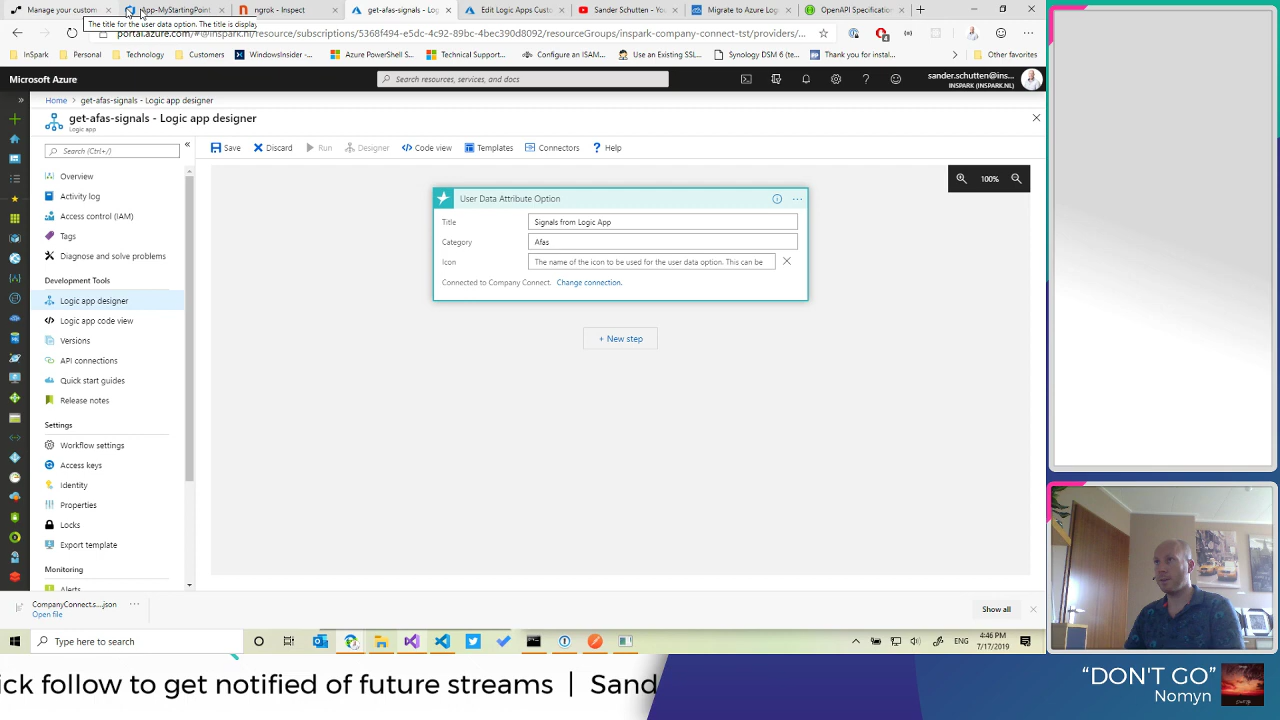 Manage your custom
App-MyStartingPoint
ngrok - Inspect
get-afas-signals - Log
Edit Logic Apps Custo
Sander Schutten - You
Migrate to Azure Logi
OpenAPI Specificatio
The title for the user data option. The title is display
portal.azure.com/#@
/resource/subscriptions/5368f494-e5dc-4c92-89bc-4bec390d8092/resourceGroups/inspark-company-connect-tst/providers/...
InSpark
Personal
Technology
Customers
Windows-Internals...
Azure PowerShell S...
Technical Support...
Configure an ISAM...
Use an Existing SSL...
Synology DSM 6 (te...
Thank you for instal...
Other favorites
Microsoft Azure
Search resources, services, and docs
sander.schutten@ins...
INSPARK (INSPARK.NL)
Home > get-afas-signals - Logic app designer
get-afas-signals - Logic app designer
Logic app
Search (Ctrl+/)
Save
Discard
Run
Designer
Code view
Templates
Connectors
Help
Overview
Activity log
Access control (IAM)
Tags
Diagnose and solve problems
Development Tools
Logic app designer
Logic app code view
Versions
API connections
Quick start guides
Release notes
Settings
Workflow settings
Access keys
Identity
Properties
Locks
Export template
Monitoring
Alerts
100%
User Data Attribute Option
Title
Signals from Logic App
Category
Afas
Icon
The name of the icon to be used for the user data option. This can be
Connected to Company Connect. Change connection.
+ New step
CompanyConnect.s....json
Open file
Show all
Type here to search
ENG
4:46 PM
7/17/2019
ick follow to get notified of future streams | Sand
“DON'T GO”
Nomyn